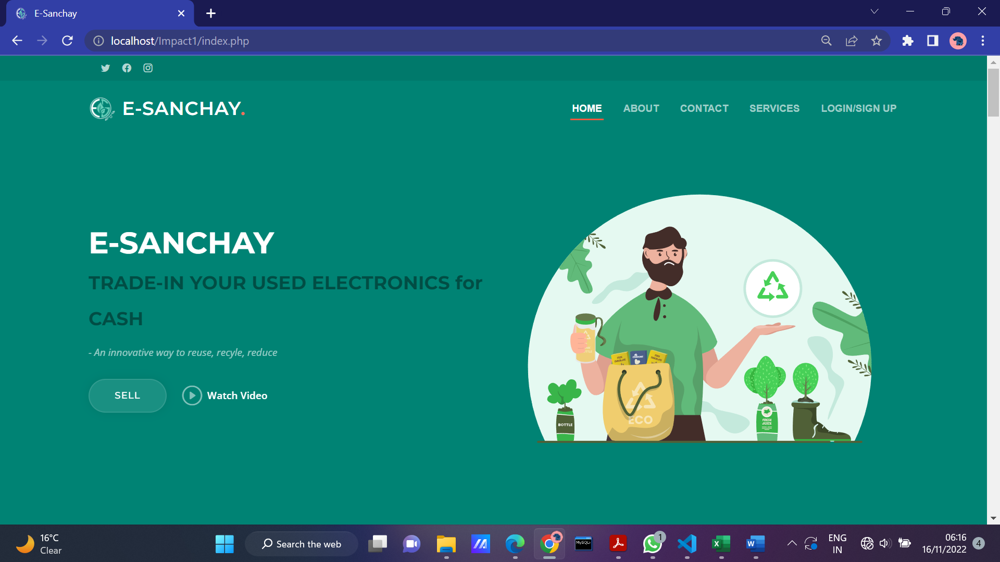 E-Sanchay
localhost/Impact1/index.php
E-SANCHAY.
HOME ABOUT CONTACT SERVICES LOGIN/SIGN UP
E-SANCHAY
TRADE-IN YOUR USED ELECTRONICS for
CASH
- An innovative way to reuse, recyle, reduce
SELL Watch Video
COOKIES
ECO
BOTTLE
FRESH
JUICE
16°C
Clear
Search the web
MySQL>
1
ENG
IN
06:16
16/11/2022
4